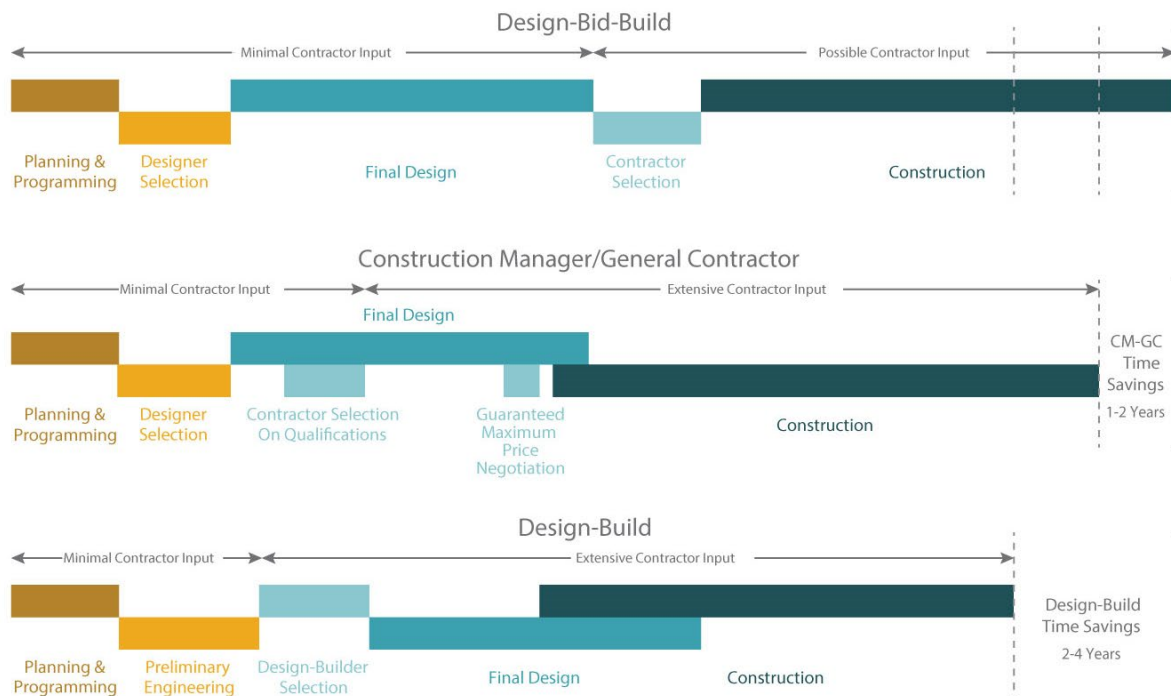 Design-Bid-Build
Minimal Contractor Input
Possible Contractor Input
Planning &
Programming
Designer
Selection
Final Design
Contractor
Selection
Construction
Construction Manager/General Contractor
Minimal Contractor Input
Extensive Contractor Input
Final Design
CM-GC
Time
Savings
1-2 Years
Planning &
Programming
Designer
Selection
Contractor Selection
On Qualifications
Guaranteed
Maximum
Price
Negotiation
Construction
Design-Build
Minimal Contractor Input
Extensive Contractor Input
Design-Build
Time Savings
2-4 Years
Planning &
Programming
Preliminary
Engineering
Design-Builder
Selection
Final Design
Construction